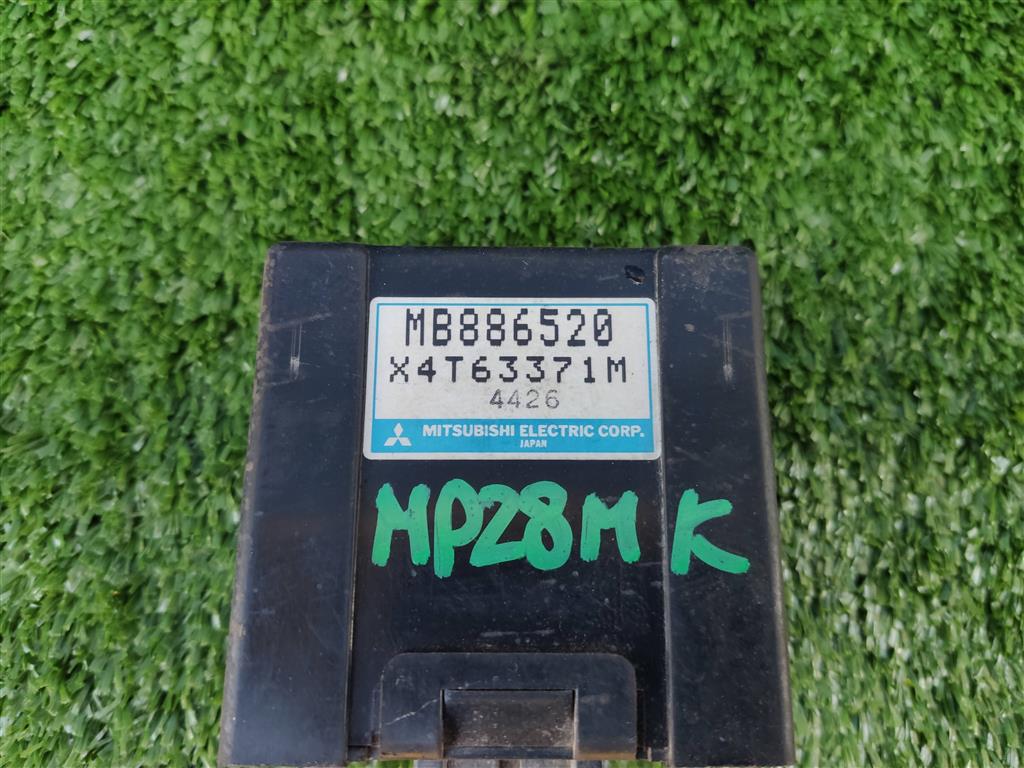 MB886520
X4T63371M
4426
MITSUBISHI ELECTRIC CORP.
JAPAN
MP28M K